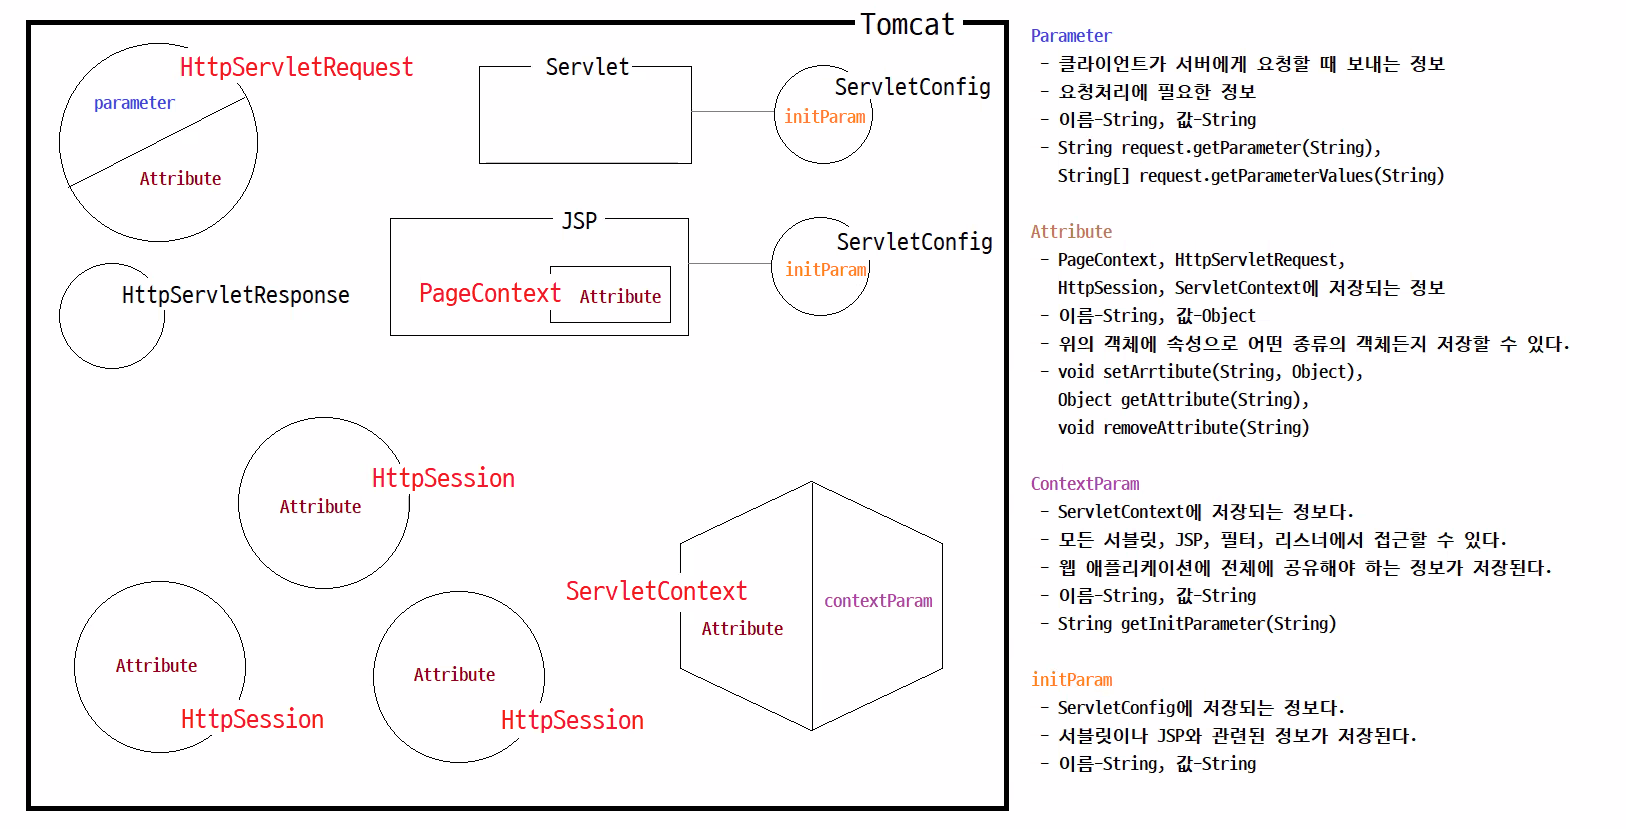 Tomcat
HttpServletRequest
parameter
Attribute
HttpServletResponse
Servlet
ServletConfig
initParam
JSP
PageContext
Attribute
ServletConfig
initParam
HttpSession
Attribute
Attribute
HttpSession
Attribute
HttpSession
ServletContext
Attribute
contextParam
Parameter
- 클라이언트가 서버에게 요청할 때 보내는 정보
- 요청처리에 필요한 정보
- 이름-String, 값-String
- String request.getParameter(String),
String[] request.getParameterValues(String)
Attribute
- PageContext, HttpServletRequest,
HttpSession, ServletContext에 저장되는 정보
- 이름-String, 값-Object
- 위의 객체에 속성으로 어떤 종류의 객체든지 저장할 수 있다.
- void setArrtibute(String, Object),
Object getAttribute(String),
void removeAttribute(String)
ContextParam
- ServletContext에 저장되는 정보다.
- 모든 서블릿, JSP, 필터, 리스너에서 접근할 수 있다.
- 웹 애플리케이션에 전체에 공유해야 하는 정보가 저장된다.
- 이름-String, 값-String
- String getInitParameter(String)
initParam
- ServletConfig에 저장되는 정보다.
- 서블릿이나 JSP와 관련된 정보가 저장된다.
- 이름-String, 값-String